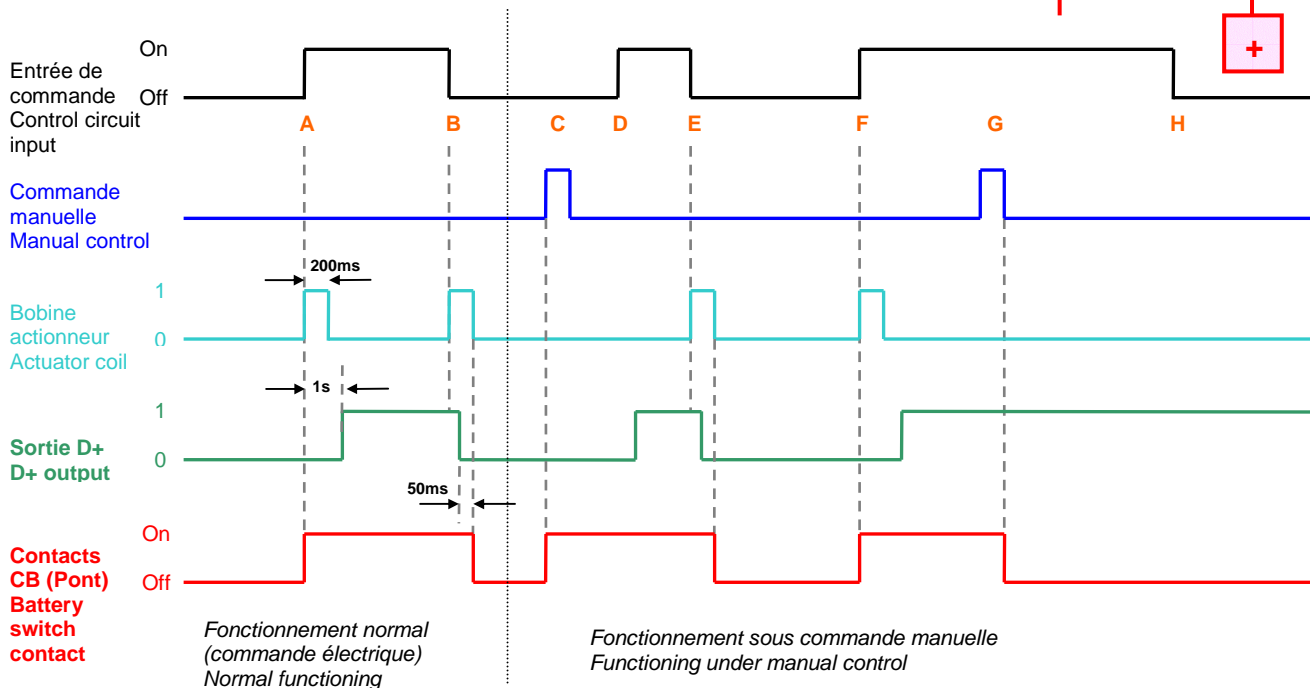 +
On
Entrée de
commande
Off
Control circuit
input
A B C D E F G H
Commande
manuelle
Manual control
200ms
1
Bobine
actionneur
0
Actuator coil
1s
1
Sortie D+
0
D+ output
50ms
On
Contacts
CB (Pont)
Off
Battery
switch
contact
Fonctionnement normal
(commande électrique)
Normal functioning
Fonctionnement sous commande manuelle
Functioning under manual control